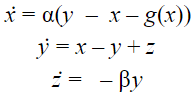 ẋ = α(y − x − g(x))
ẏ = x − y + z
ż = − βy